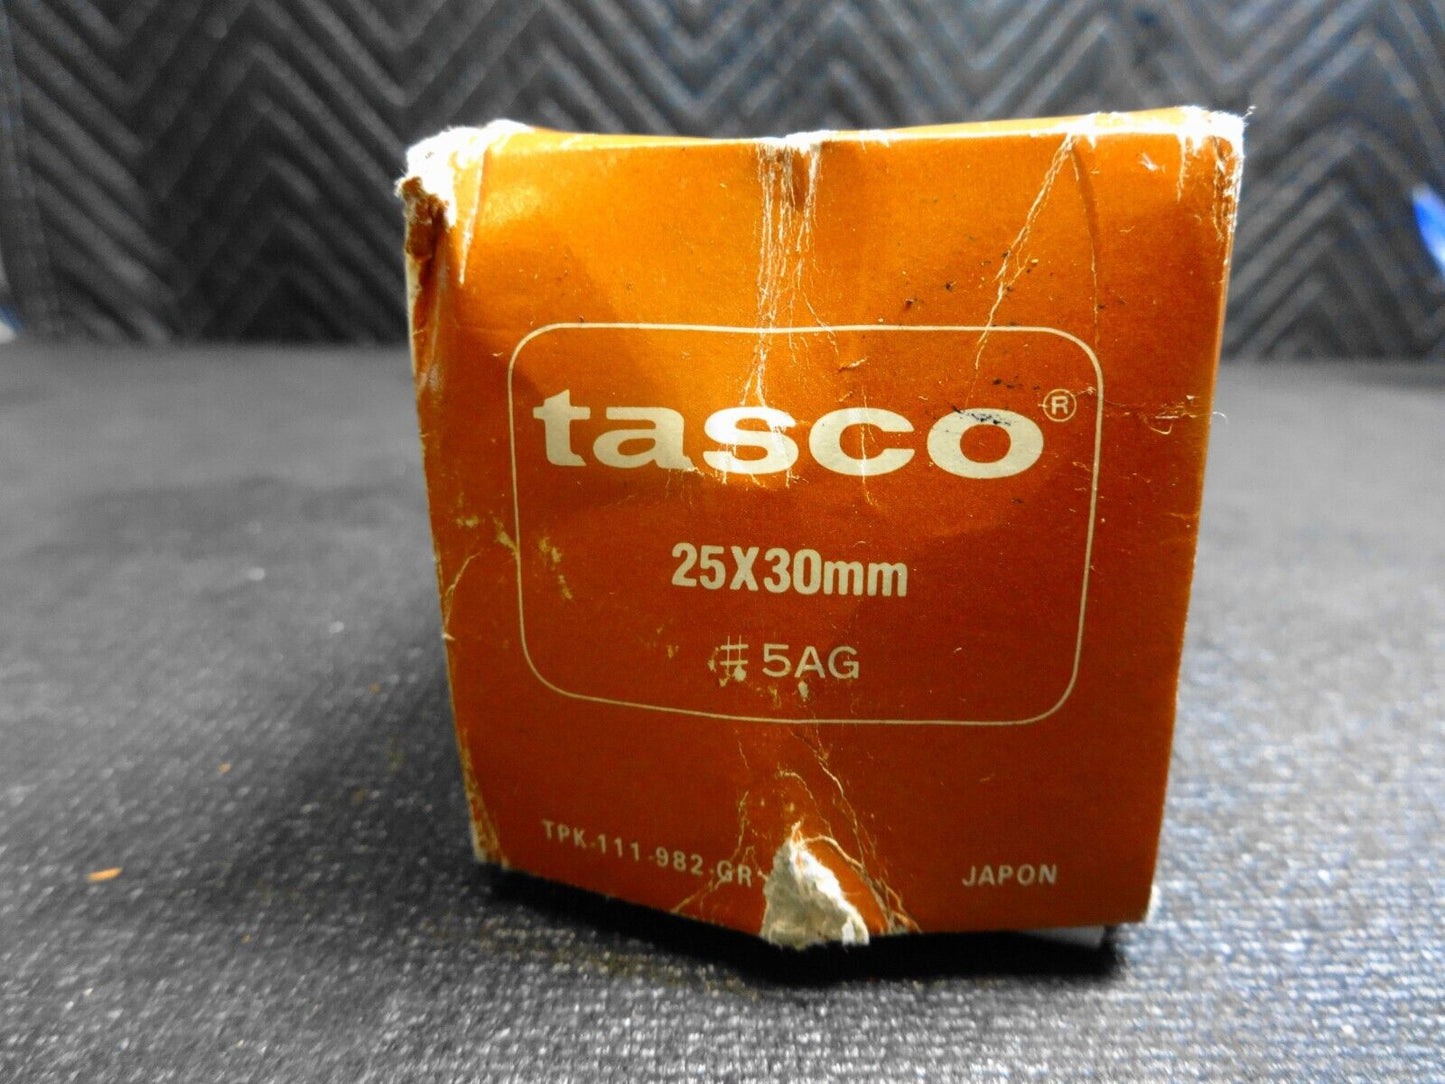 tasco®
25X30mm
#5AG
TPK-111-982-GR
JAPON